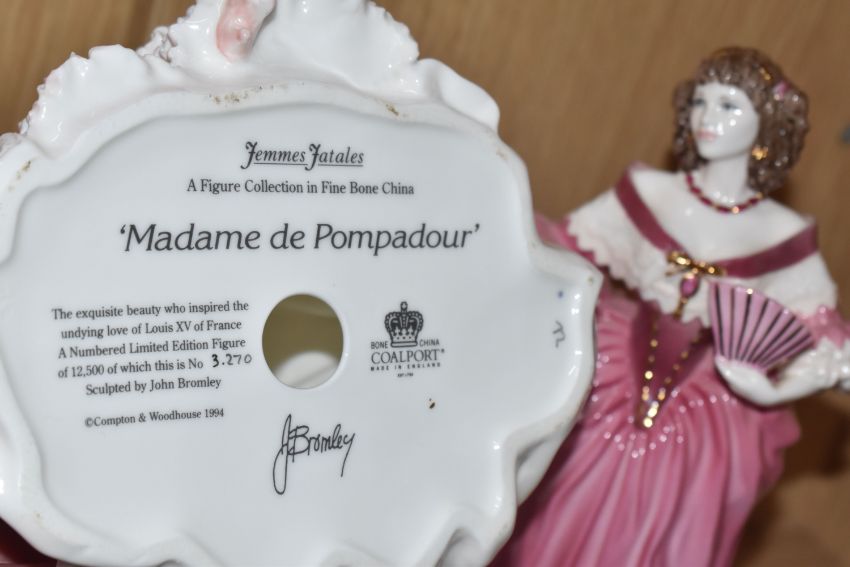 Femmes Fatales
A Figure Collection in Fine Bone China
'Madame de Pompadour'
The exquisite beauty who inspired the
undying love of Louis XV of France
A Numbered Limited Edition Figure
of 12,500 of which this is No 3.270
Sculpted by John Bromley
©Compton & Woodhouse 1994
BONE CHINA
COALPORT®
MADE IN ENGLAND
EST 1750
J Bromley